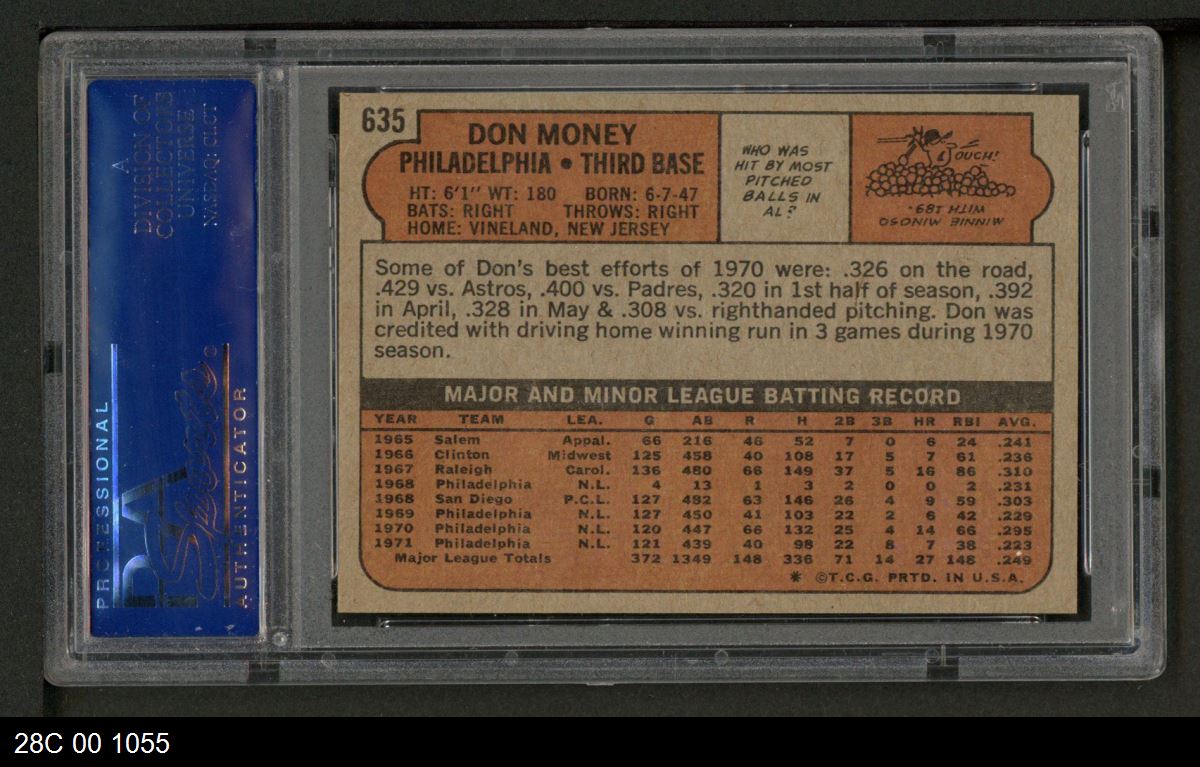 A
DIVISION OF
COLLECTORS
UNIVERSE
NASDAQ: CLCT
PROFESSIONAL
PSA
Sports
AUTHENTICATOR
635
DON MONEY
PHILADELPHIA • THIRD BASE
HT: 6'1" WT: 180 BORN: 6-7-47
BATS: RIGHT THROWS: RIGHT
HOME: VINELAND, NEW JERSEY
WHO WAS
HIT BY MOST
PITCHED
BALLS IN
AL?
OUCH!
MINNIE MINOSO
WITH 189.
Some of Don's best efforts of 1970 were: .326 on the road,
.429 vs. Astros, .400 vs. Padres, .320 in 1st half of season, .392
in April, .328 in May & .308 vs. righthanded pitching. Don was
credited with driving home winning run in 3 games during 1970
season.
MAJOR AND MINOR LEAGUE BATTING RECORD
YEAR TEAM LEA. G AB R H 2B 3B HR RBI AVG.
1965 Salem Appal. 66 216 46 52 7 0 6 24 .241
1966 Clinton Midwest 125 458 40 108 17 5 7 61 .236
1967 Raleigh Carol. 136 480 66 149 37 5 16 86 .310
1968 Philadelphia N.L. 4 13 1 3 2 0 0 2 .231
1968 San Diego P.C.L. 127 482 63 146 26 4 9 59 .303
1969 Philadelphia N.L. 127 450 41 103 22 2 6 42 .229
1970 Philadelphia N.L. 120 447 66 132 25 4 14 66 .295
1971 Philadelphia N.L. 121 439 40 98 22 8 7 38 .223
Major League Totals 372 1349 148 336 71 14 27 148 .249
* ©T.C.G. PRTD. IN U.S.A.
28C 00 1055